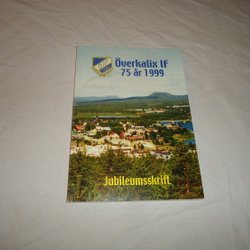 Överkalix IF
75 år 1999
Jubileumsskrift